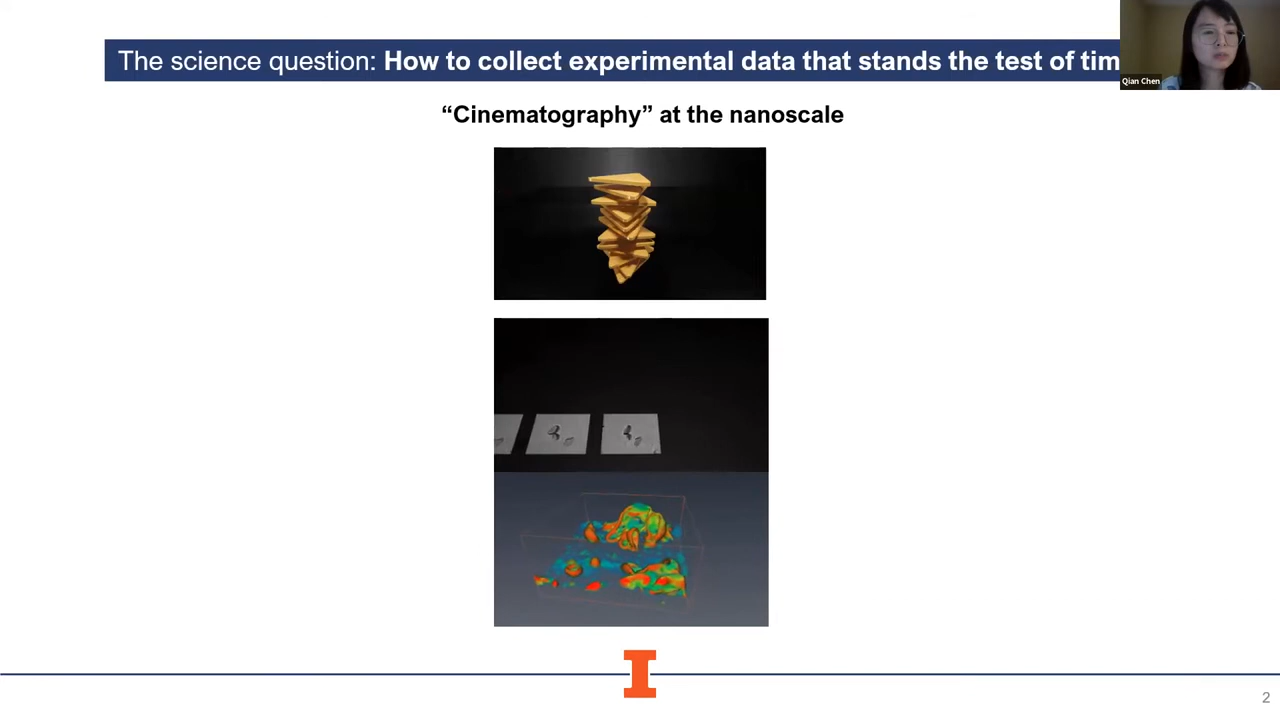 The science question: How to collect experimental data that stands the test of tim
Qian Chen
“Cinematography” at the nanoscale
I
2